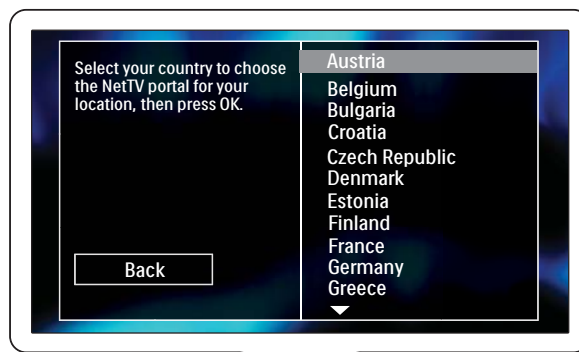 Select your country to choose
the NetTV portal for your
location, then press OK.
Back
Austria
Belgium
Bulgaria
Croatia
Czech Republic
Denmark
Estonia
Finland
France
Germany
Greece